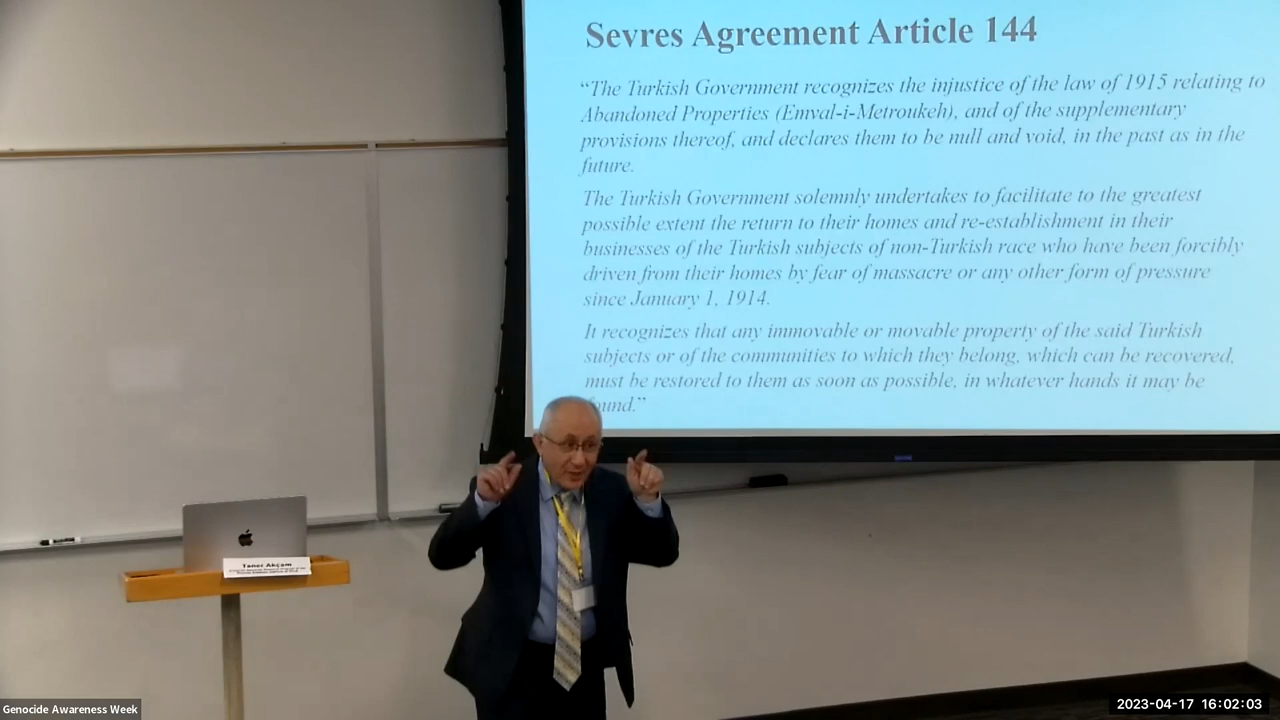 Sevres Agreement Article 144
“The Turkish Government recognizes the injustice of the law of 1915 relating to
Abandoned Properties (Emval-i-Metroukeh), and of the supplementary
provisions thereof, and declares them to be null and void, in the past as in the
future.
The Turkish Government solemnly undertakes to facilitate to the greatest
possible extent the return to their homes and re-establishment in their
businesses of the Turkish subjects of non-Turkish race who have been forcibly
driven from their homes by fear of massacre or any other form of pressure
since January 1, 1914.
It recognizes that any immovable or movable property of the said Turkish
subjects or of the communities to which they belong, which can be recovered,
must be restored to them as soon as possible, in whatever hands it may be
found.”
Taner Akçam
Genocide Awareness Week
2023-04-17 16:02:03